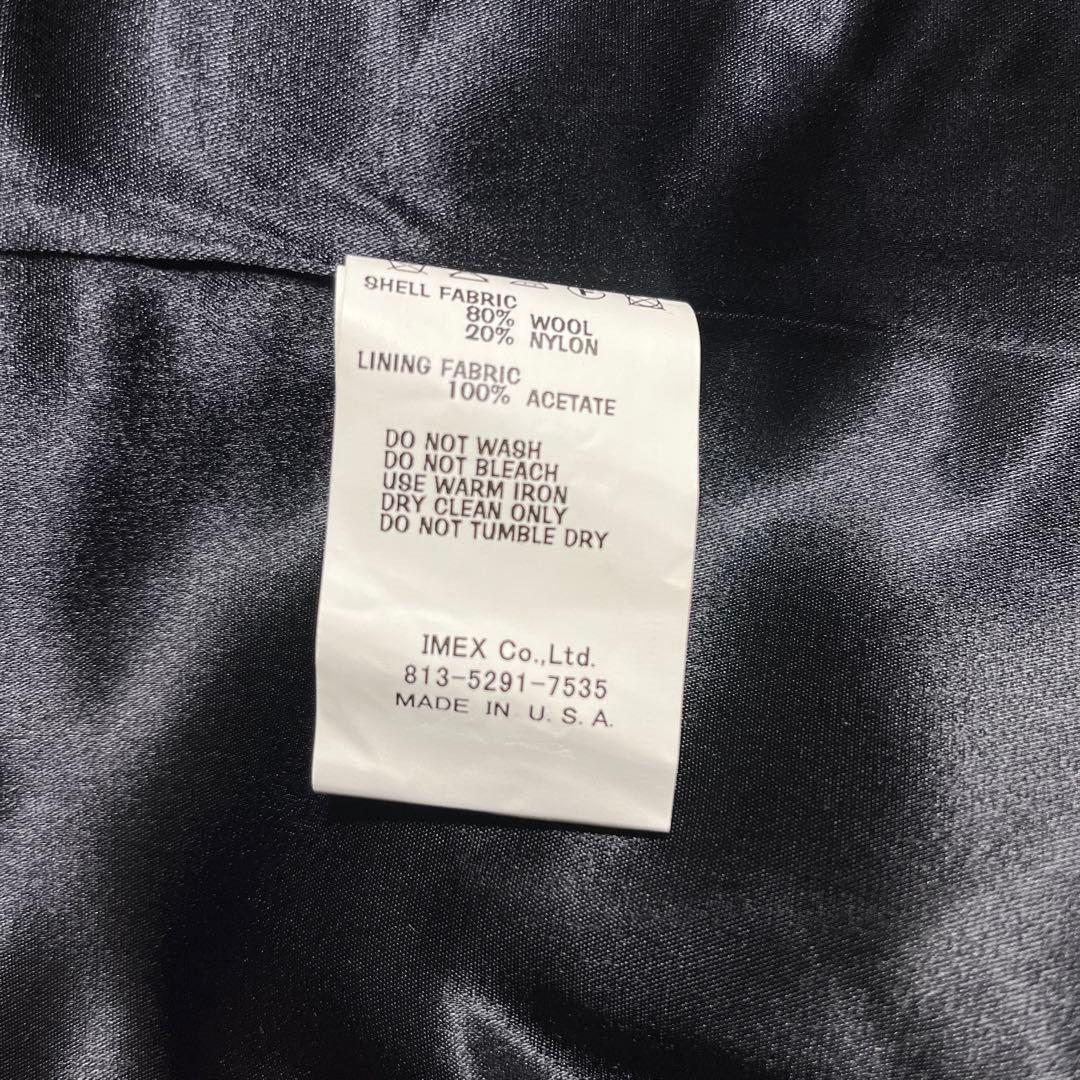 SHELL FABRIC
80% WOOL
20% NYLON
LINING FABRIC
100% ACETATE
DO NOT WASH
DO NOT BLEACH
USE WARM IRON
DRY CLEAN ONLY
DO NOT TUMBLE DRY
IMEX Co.,Ltd.
813-5291-7535
MADE IN U.S.A.